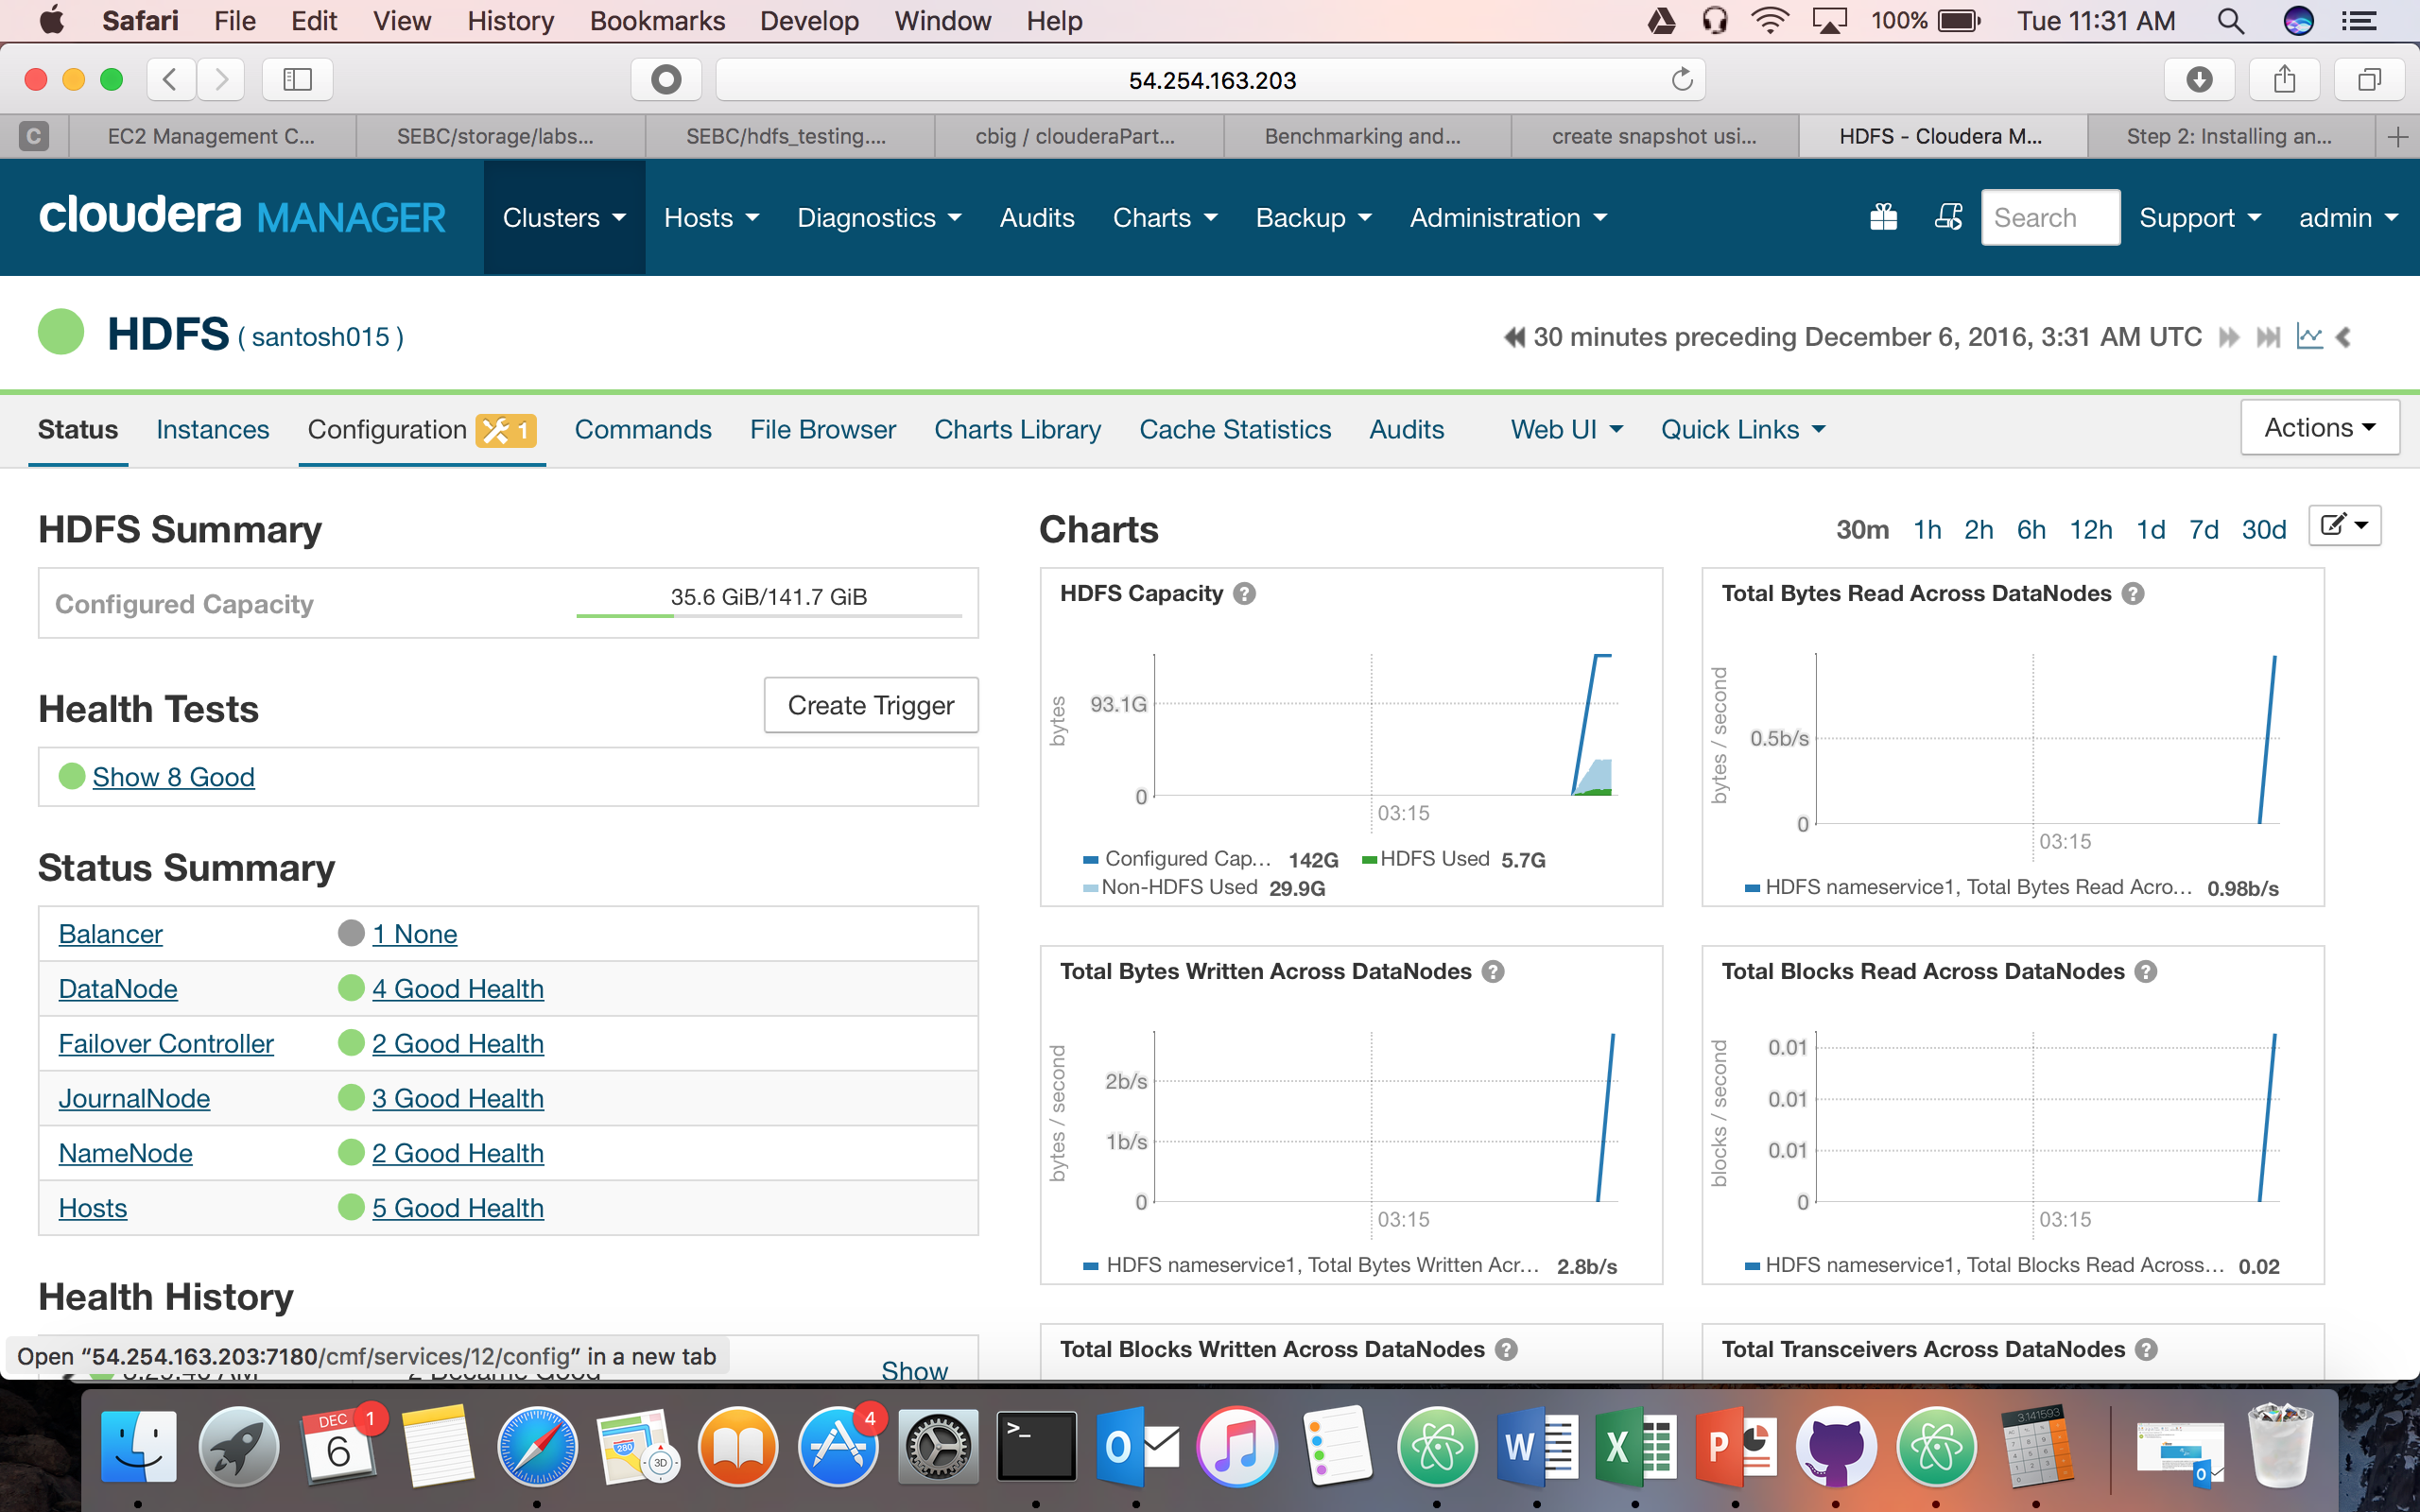 Safari File Edit View History Bookmarks Develop Window Help 100% Tue 11:31 AM
54.254.163.203
C EC2 Management C... SEBC/storage/labs... SEBC/hdfs_testing.... cbig / clouderaPart... Benchmarking and... create snapshot usi... HDFS - Cloudera M... Step 2: Installing an...
cloudera MANAGER Clusters Hosts Diagnostics Audits Charts Backup Administration Search Support admin
HDFS ( santosh015 ) 30 minutes preceding December 6, 2016, 3:31 AM UTC
Status Instances Configuration 1 Commands File Browser Charts Library Cache Statistics Audits Web UI Quick Links Actions
HDFS Summary
Configured Capacity 35.6 GiB/141.7 GiB
Health Tests Create Trigger
Show 8 Good
Status Summary
Balancer 1 None
DataNode 4 Good Health
Failover Controller 2 Good Health
JournalNode 3 Good Health
NameNode 2 Good Health
Hosts 5 Good Health
Health History
Show
Open “54.254.163.203:7180/cmf/services/12/config” in a new tab
Charts 30m 1h 2h 6h 12h 1d 7d 30d
HDFS Capacity ?
bytes
93.1G
0
03:15
Configured Cap... 142G HDFS Used 5.7G
Non-HDFS Used 29.9G
Total Bytes Read Across DataNodes ?
bytes / second
0.5b/s
0
03:15
HDFS nameservice1, Total Bytes Read Acro... 0.98b/s
Total Bytes Written Across DataNodes ?
bytes / second
2b/s
1b/s
0
03:15
HDFS nameservice1, Total Bytes Written Acr... 2.8b/s
Total Blocks Read Across DataNodes ?
blocks / second
0.01
0.01
0.01
0
03:15
HDFS nameservice1, Total Blocks Read Across... 0.02
Total Blocks Written Across DataNodes ?
Total Transceivers Across DataNodes ?
DEC 1
6
280
3D
4
>_
O
W
X
P
3.141593
O